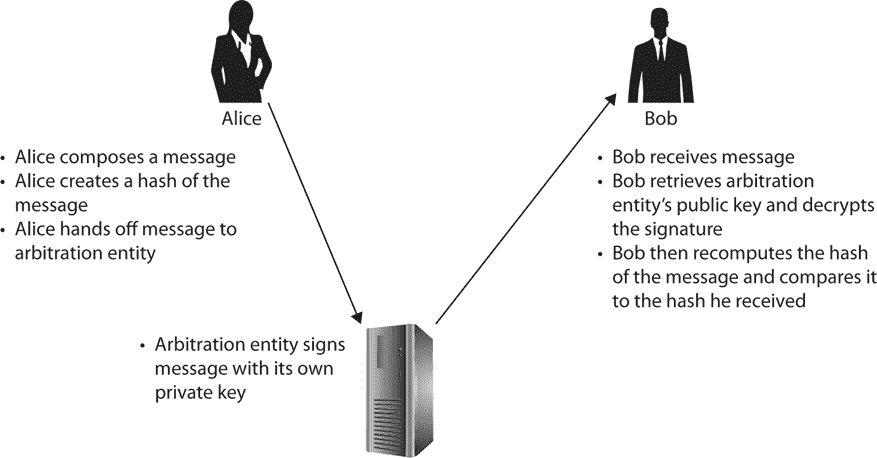 Alice
• Alice composes a message
• Alice creates a hash of the
message
• Alice hands off message to
arbitration entity
• Arbitration entity signs
message with its own
private key
Bob
• Bob receives message
• Bob retrieves arbitration
entity’s public key and decrypts
the signature
• Bob then recomputes the hash
of the message and compares it
to the hash he received